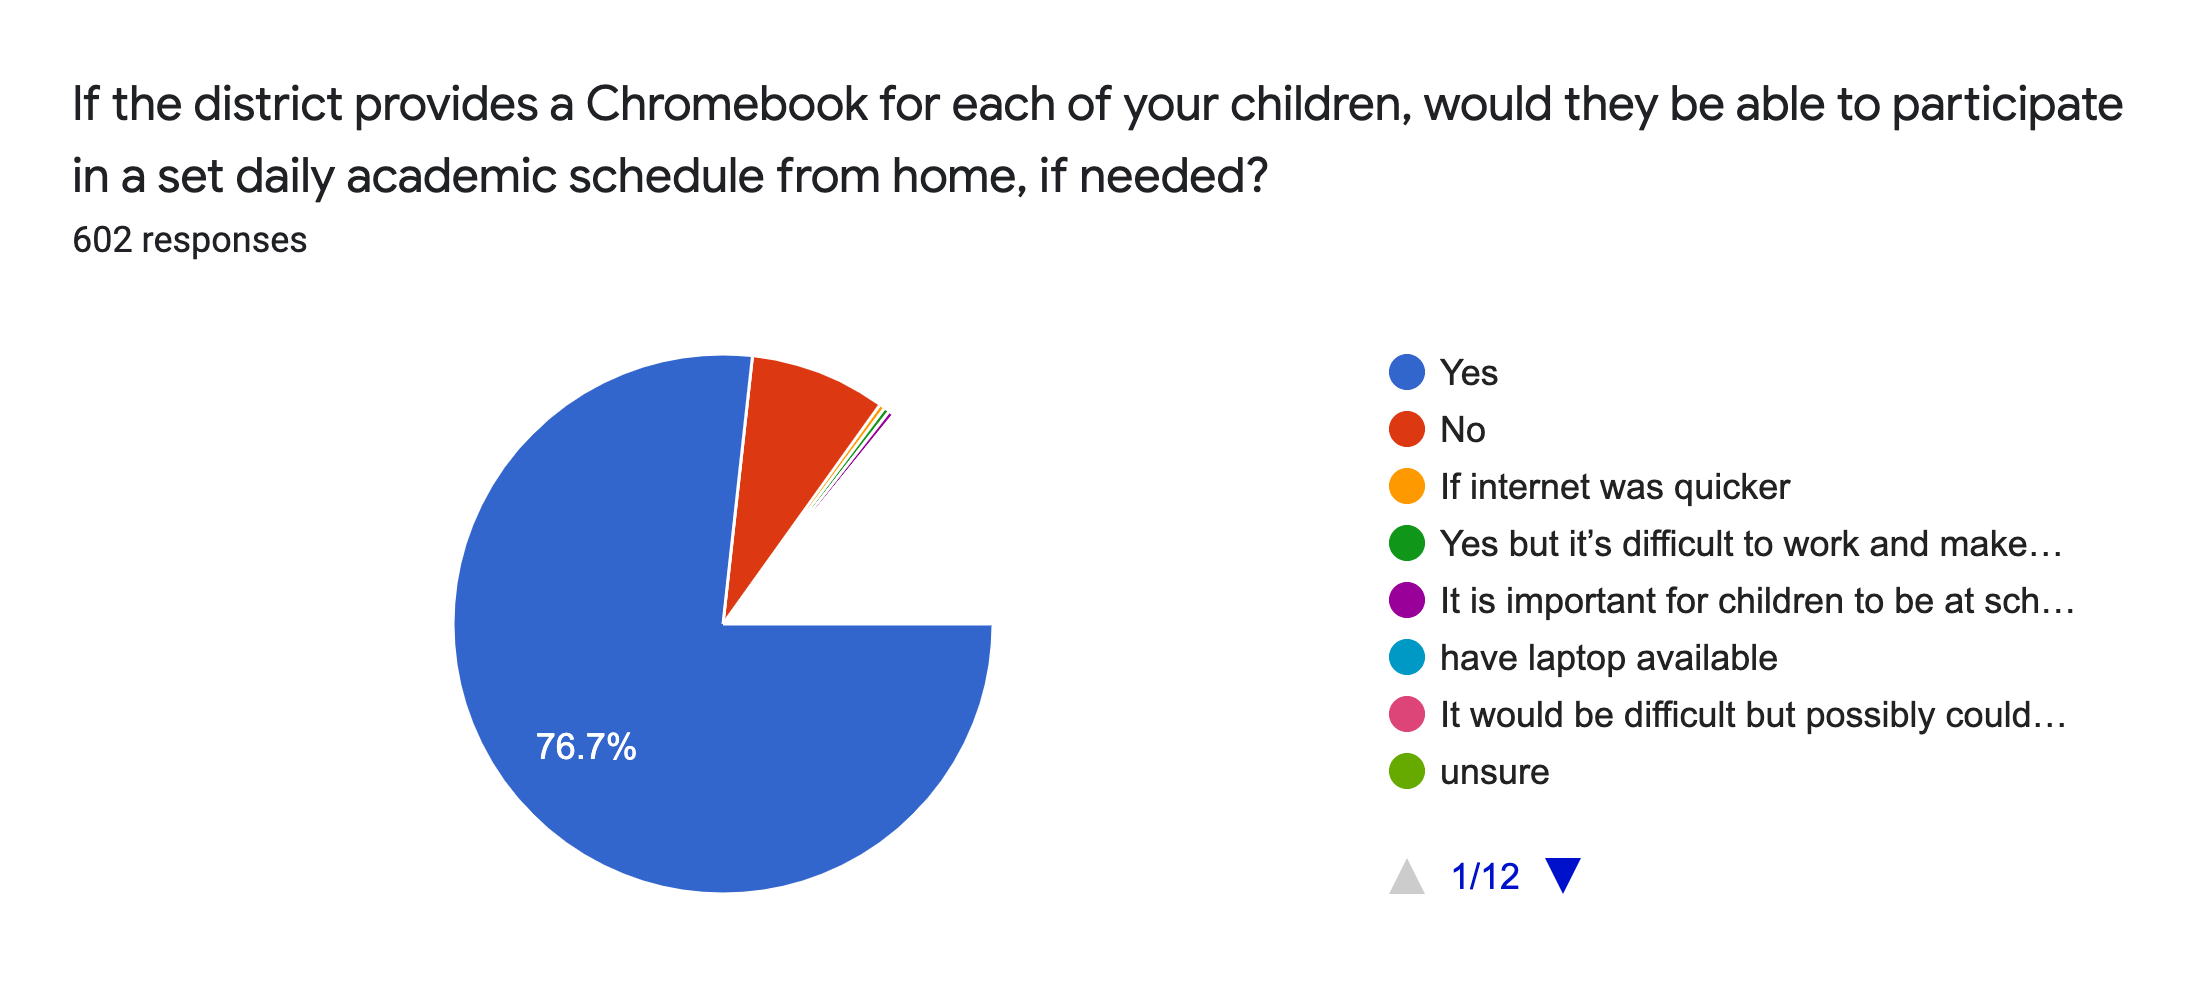 If the district provides a Chromebook for each of your children, would they be able to participate
in a set daily academic schedule from home, if needed?
602 responses
76.7%
Yes
No
If internet was quicker
Yes but it’s difficult to work and make…
It is important for children to be at sch…
have laptop available
It would be difficult but possibly could…
unsure
1/12